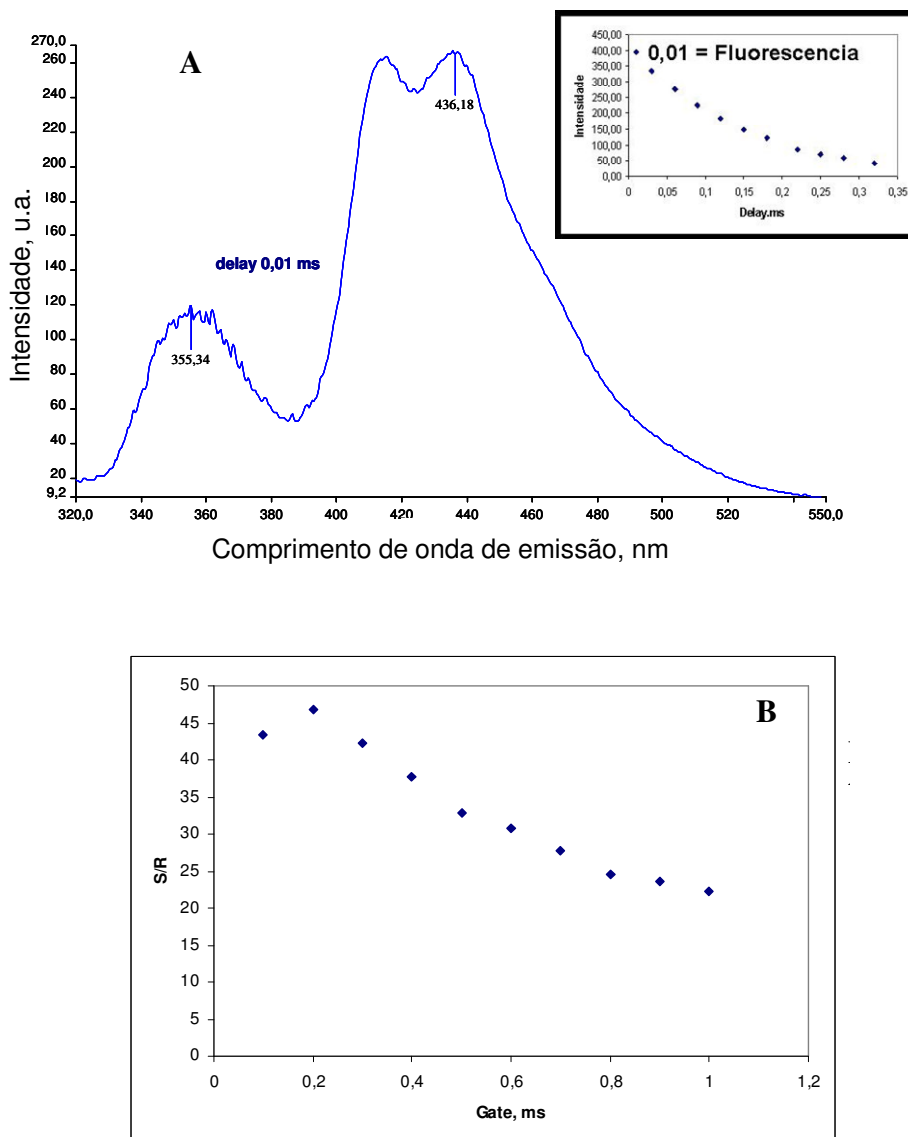 A
Intensidade, u.a.
270,0
260
240
220
200
180
160
140
120
100
80
60
40
20
9,2
320,0 340 360 380 400 420 440 460 480 500 520 550,0
Comprimento de onda de emissão, nm
delay 0,01 ms
355,34
436,18
0,01 = Fluorescencia
Intensidade
450,00
400,00
350,00
300,00
250,00
200,00
150,00
100,00
50,00
0,00
0 0,05 0,1 0,15 0,2 0,25 0,3 0,35
Delay.ms
B
S/R
50
45
40
35
30
25
20
15
10
5
0
0 0,2 0,4 0,6 0,8 1 1,2
Gate, ms